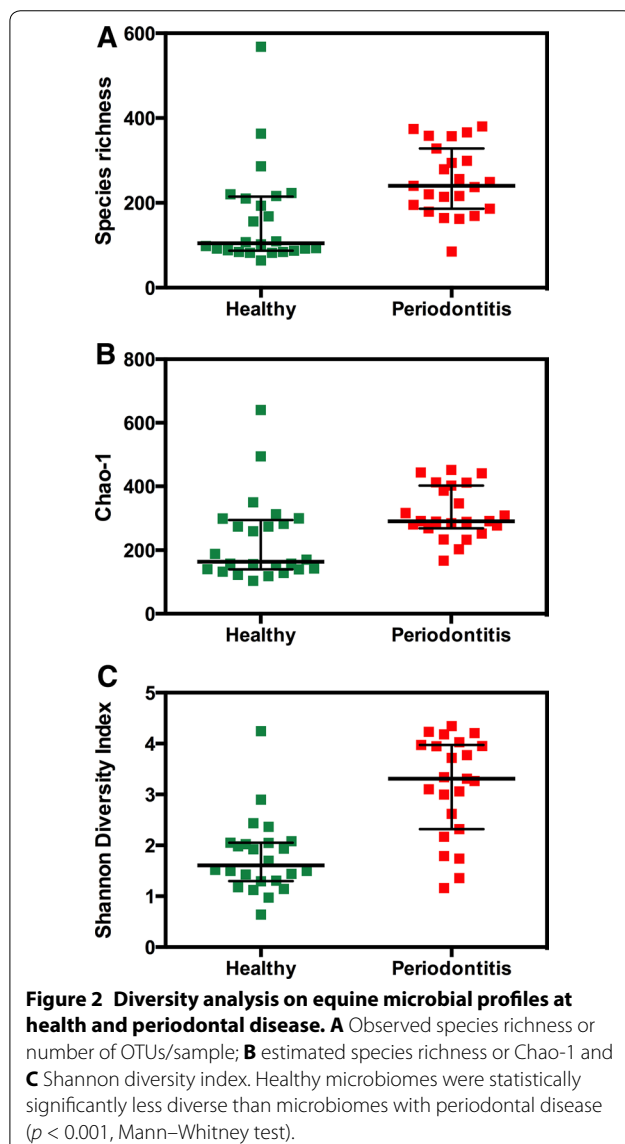 A
600
400
200
0
Species richness
Healthy
Periodontitis
B
800
600
400
200
0
Chao-1
Healthy
Periodontitis
C
5
4
3
2
1
0
Shannon Diversity Index
Healthy
Periodontitis
Figure 2 Diversity analysis on equine microbial profiles at
health and periodontal disease. A Observed species richness or
number of OTUs/sample; B estimated species richness or Chao-1 and
C Shannon diversity index. Healthy microbiomes were statistically
significantly less diverse than microbiomes with periodontal disease
(p < 0.001, Mann–Whitney test).